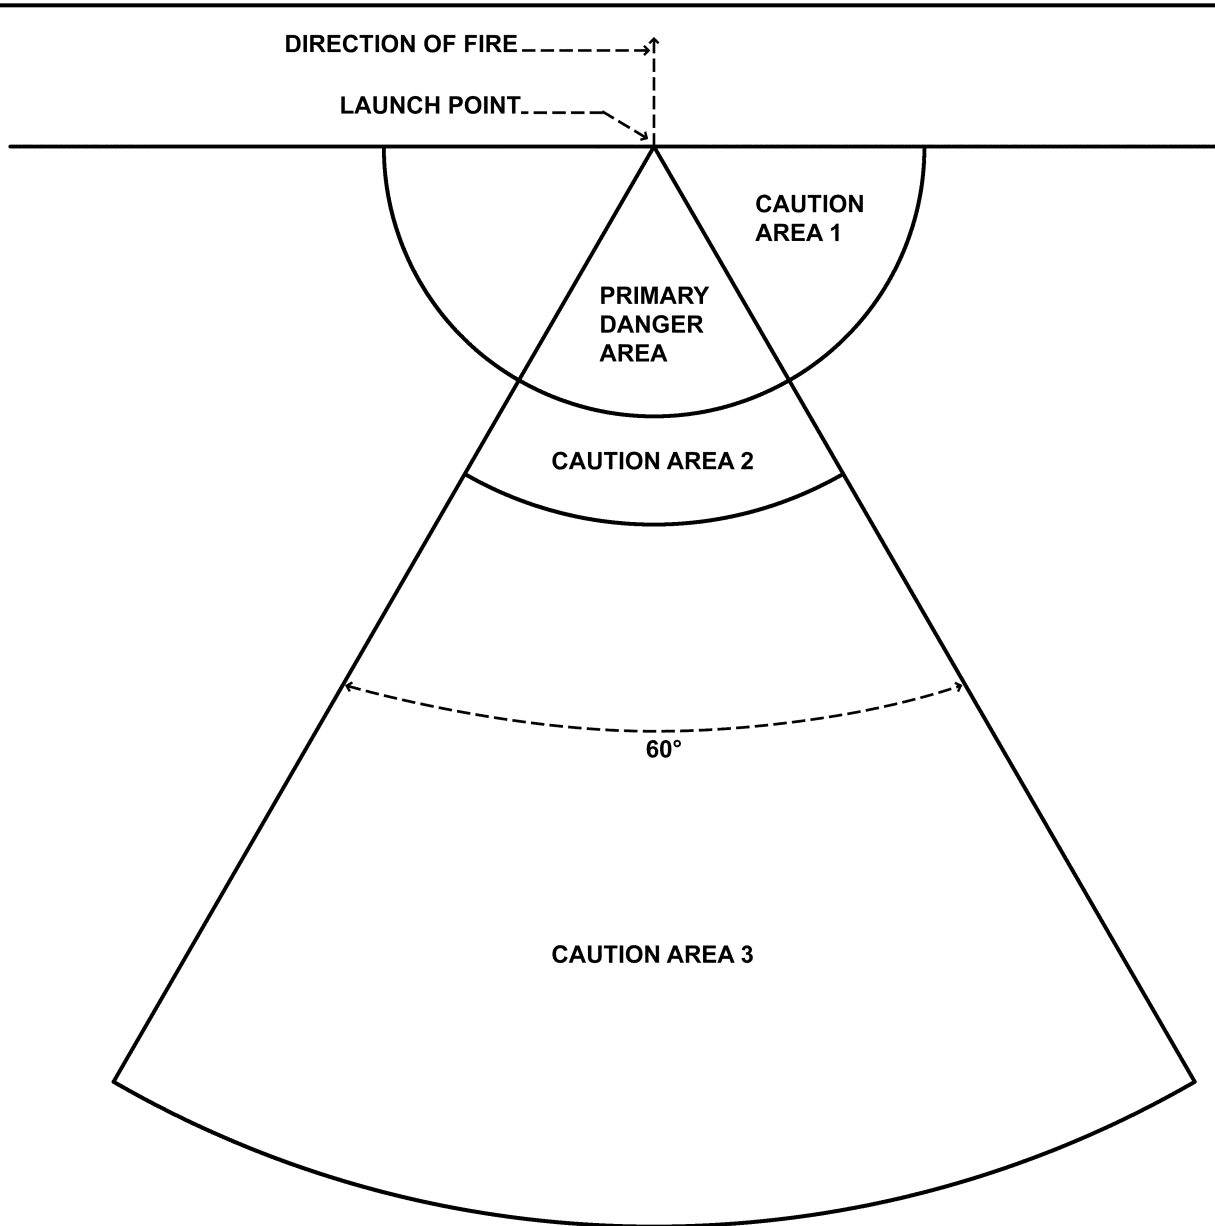 DIRECTION OF FIRE
LAUNCH POINT
CAUTION
AREA 1
PRIMARY
DANGER
AREA
CAUTION AREA 2
60°
CAUTION AREA 3